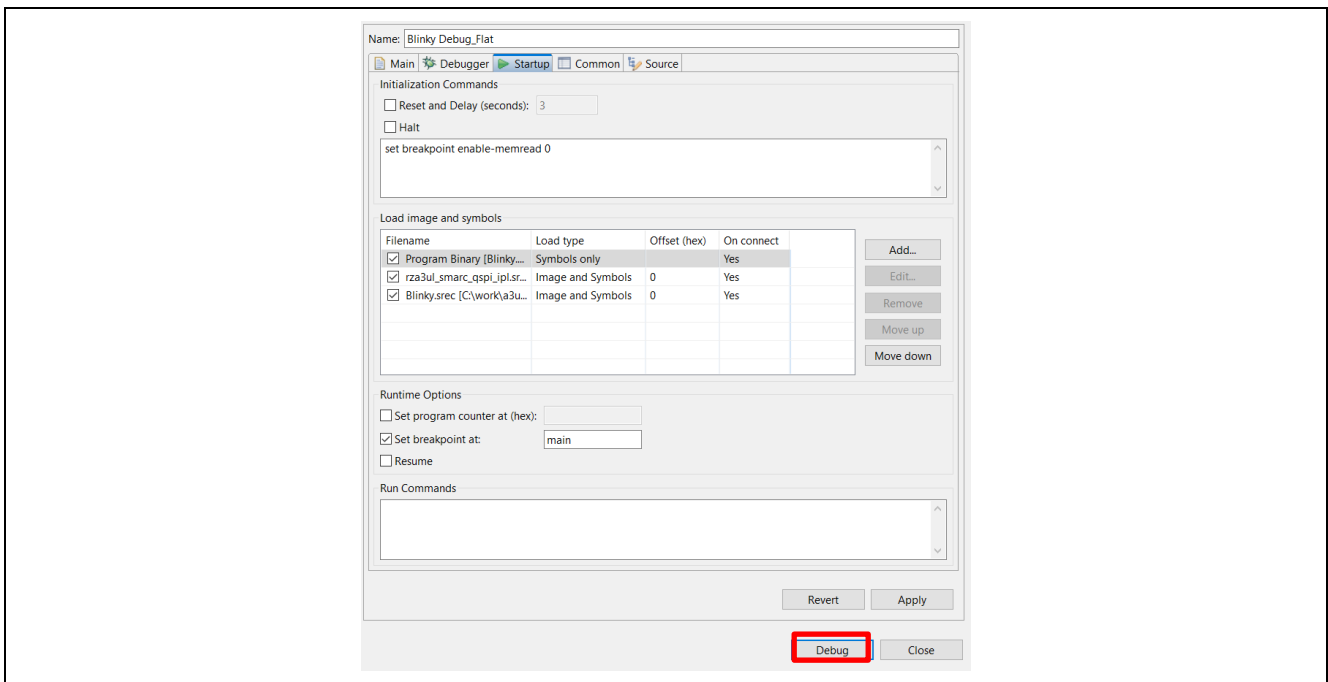 Name: Blinky Debug_Flat
Main Debugger Startup Common Source
Initialization Commands
Reset and Delay (seconds): 3
Halt
set breakpoint enable-memread 0
Load image and symbols
Filename Load type Offset (hex) On connect
Program Binary [Blinky.... Symbols only Yes
rza3ul_smarc_qspi_ipl.sr... Image and Symbols 0 Yes
Blinky.srec [C:\work\a3u... Image and Symbols 0 Yes
Add...
Edit...
Remove
Move up
Move down
Runtime Options
Set program counter at (hex):
Set breakpoint at: main
Resume
Run Commands
Revert Apply
Debug Close